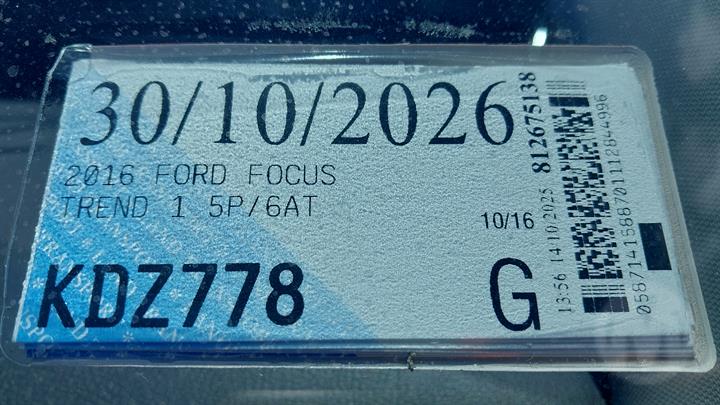 30/10/2026
2016 FORD FOCUS
TREND 1 5P/6AT
10/16
KDZ778
G
812675138
13:56 14 10/2025